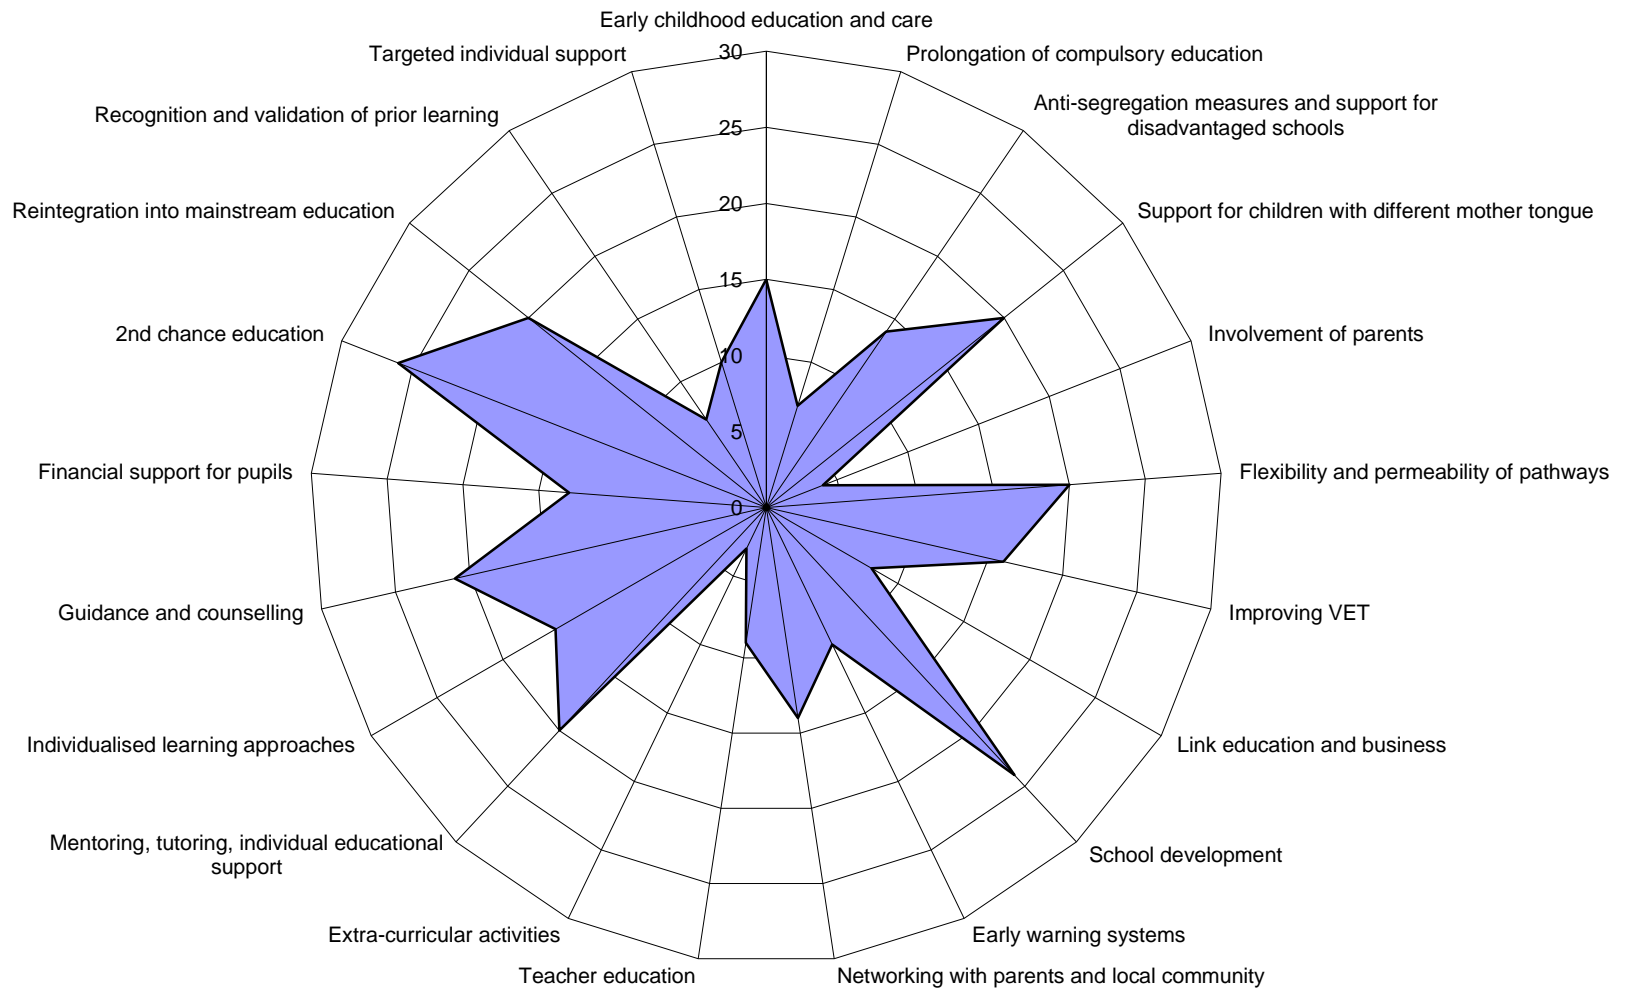 Early childhood education and care
Prolongation of compulsory education
Anti-segregation measures and support for
disadvantaged schools
Support for children with different mother tongue
Involvement of parents
Flexibility and permeability of pathways
Improving VET
Link education and business
School development
Early warning systems
Networking with parents and local community
Teacher education
Extra-curricular activities
Mentoring, tutoring, individual educational
support
Individualised learning approaches
Guidance and counselling
Financial support for pupils
2nd chance education
Reintegration into mainstream education
Recognition and validation of prior learning
Targeted individual support
30
25
20
15
10
5
0